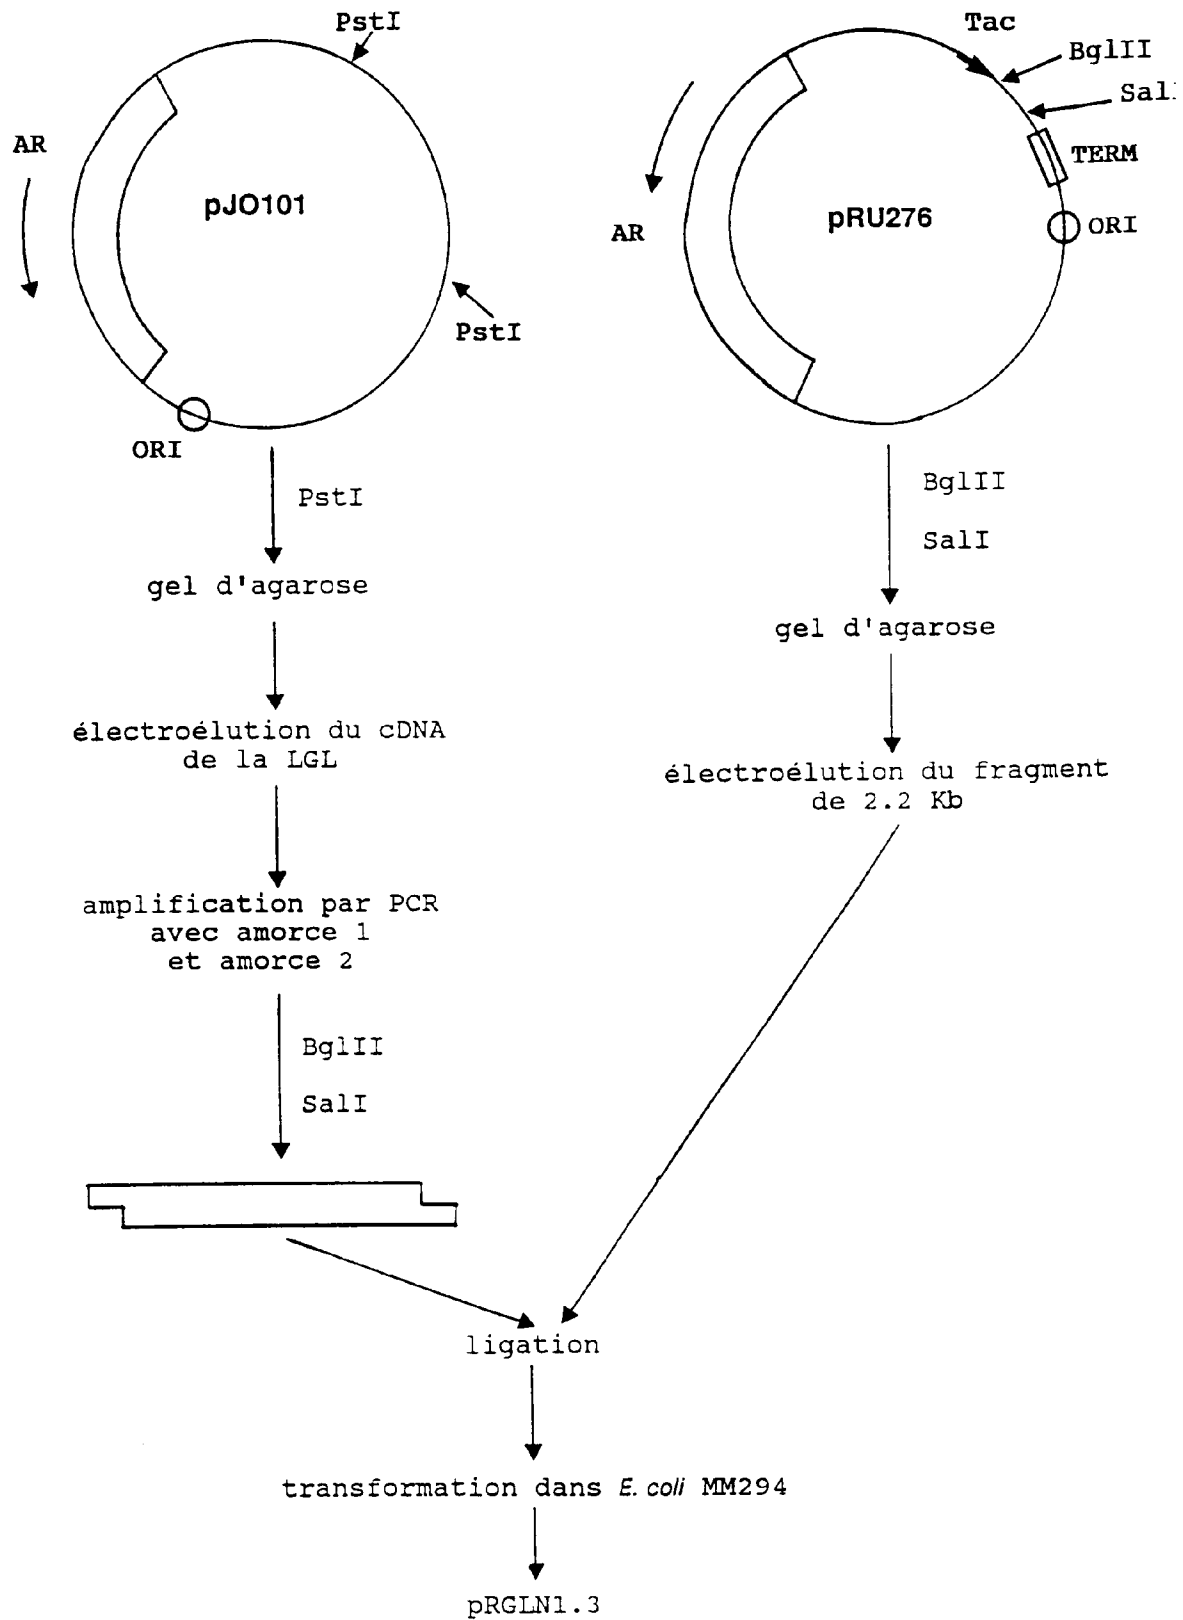 PstI
AR
pJO101
PstI
ORI
PstI
gel d'agarose
électroélution du cDNA
de la LGL
amplification par PCR
avec amorce 1
et amorce 2
BglII
SalI
Tac
BglII
Sal
TERM
ORI
AR
pRU276
BglII
SalI
gel d'agarose
électroélution du fragment
de 2.2 Kb
ligation
transformation dans E. coli MM294
pRGLN1.3